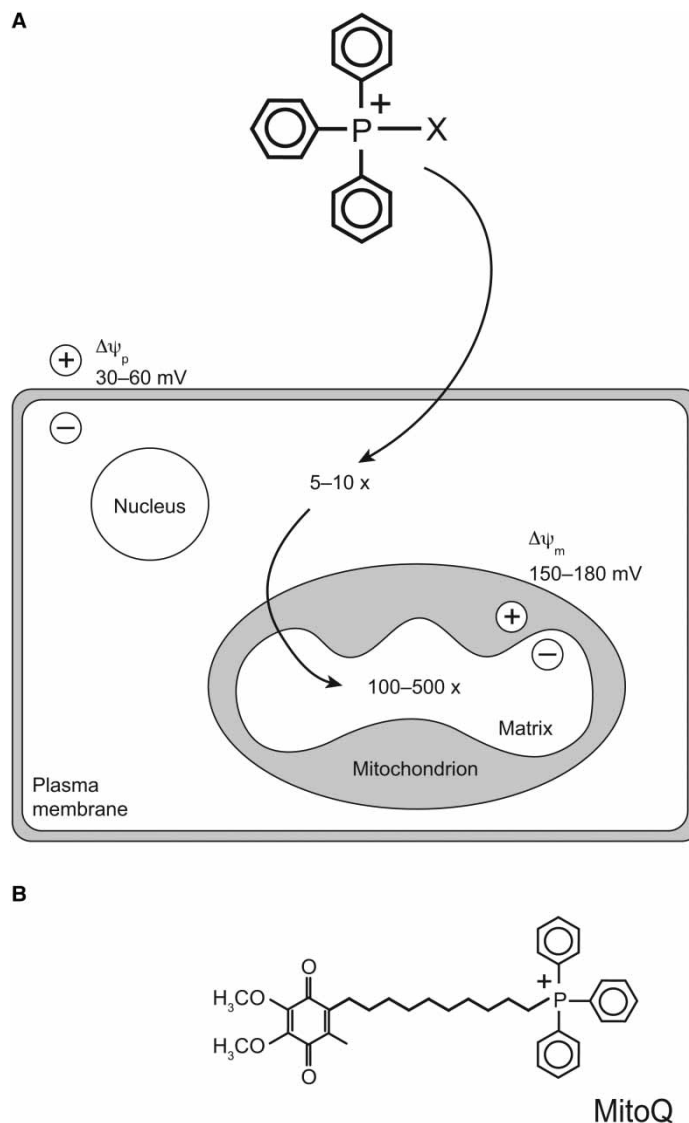 A
+
P
X
+
Δψp
30–60 mV
−
5–10 x
Nucleus
Δψm
150–180 mV
+
−
100–500 x
Matrix
Mitochondrion
Plasma
membrane
B
O
H3CO
+
P
H3CO
O
MitoQ